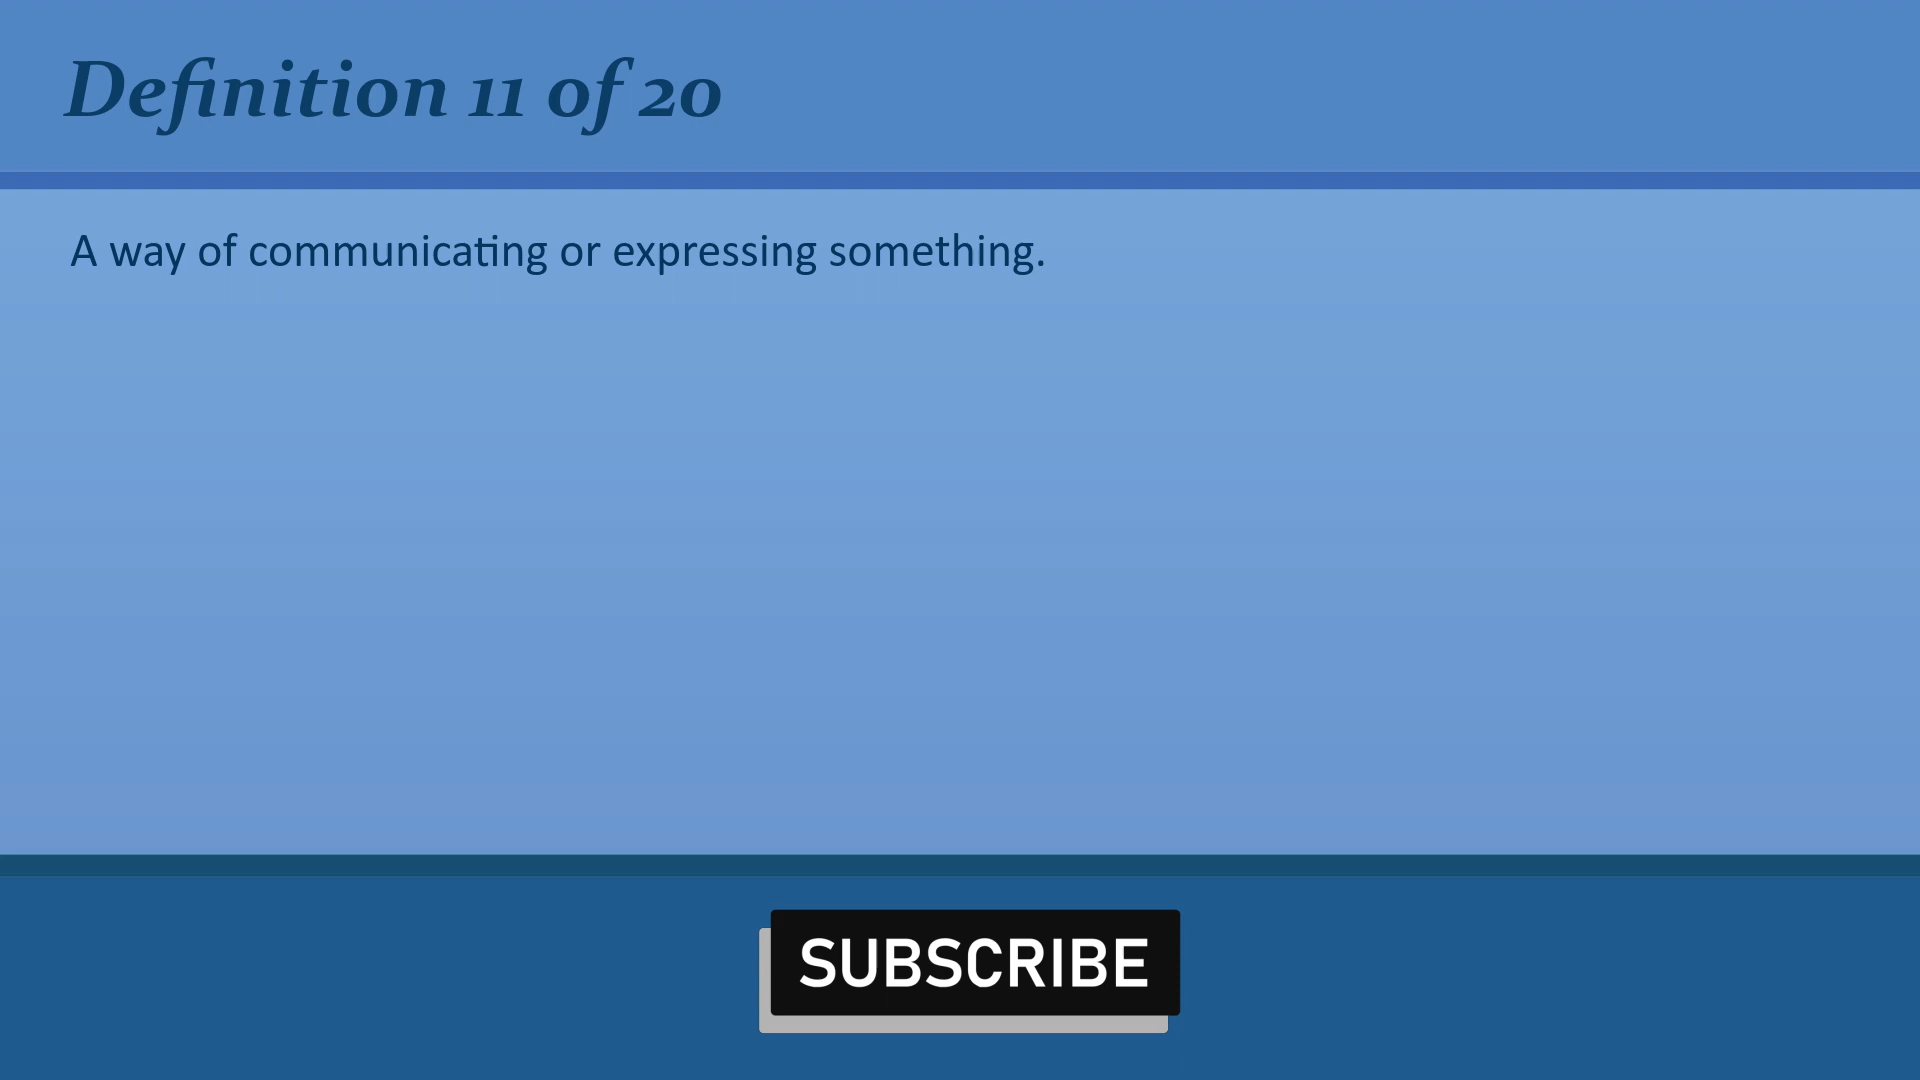 Definition 11 of 20
A way of communicating or expressing something.
SUBSCRIBE